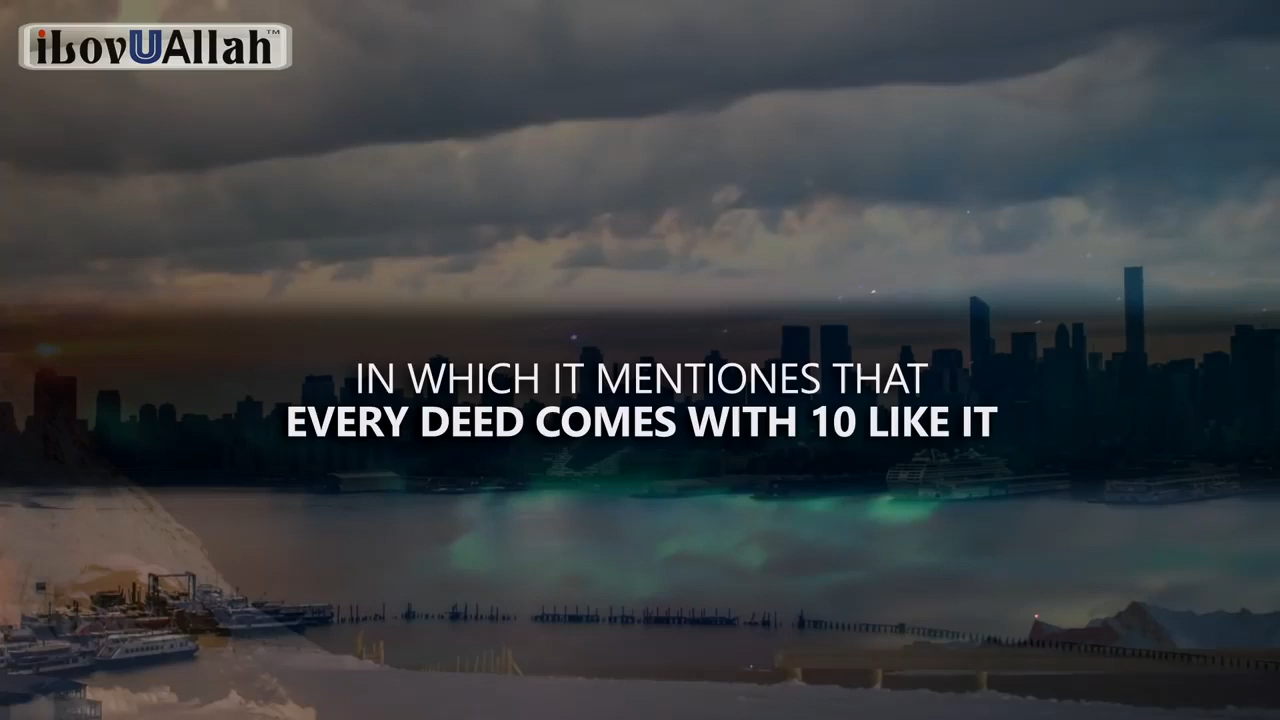 iLovUAllah™
IN WHICH IT MENTIONES THAT
EVERY DEED COMES WITH 10 LIKE IT